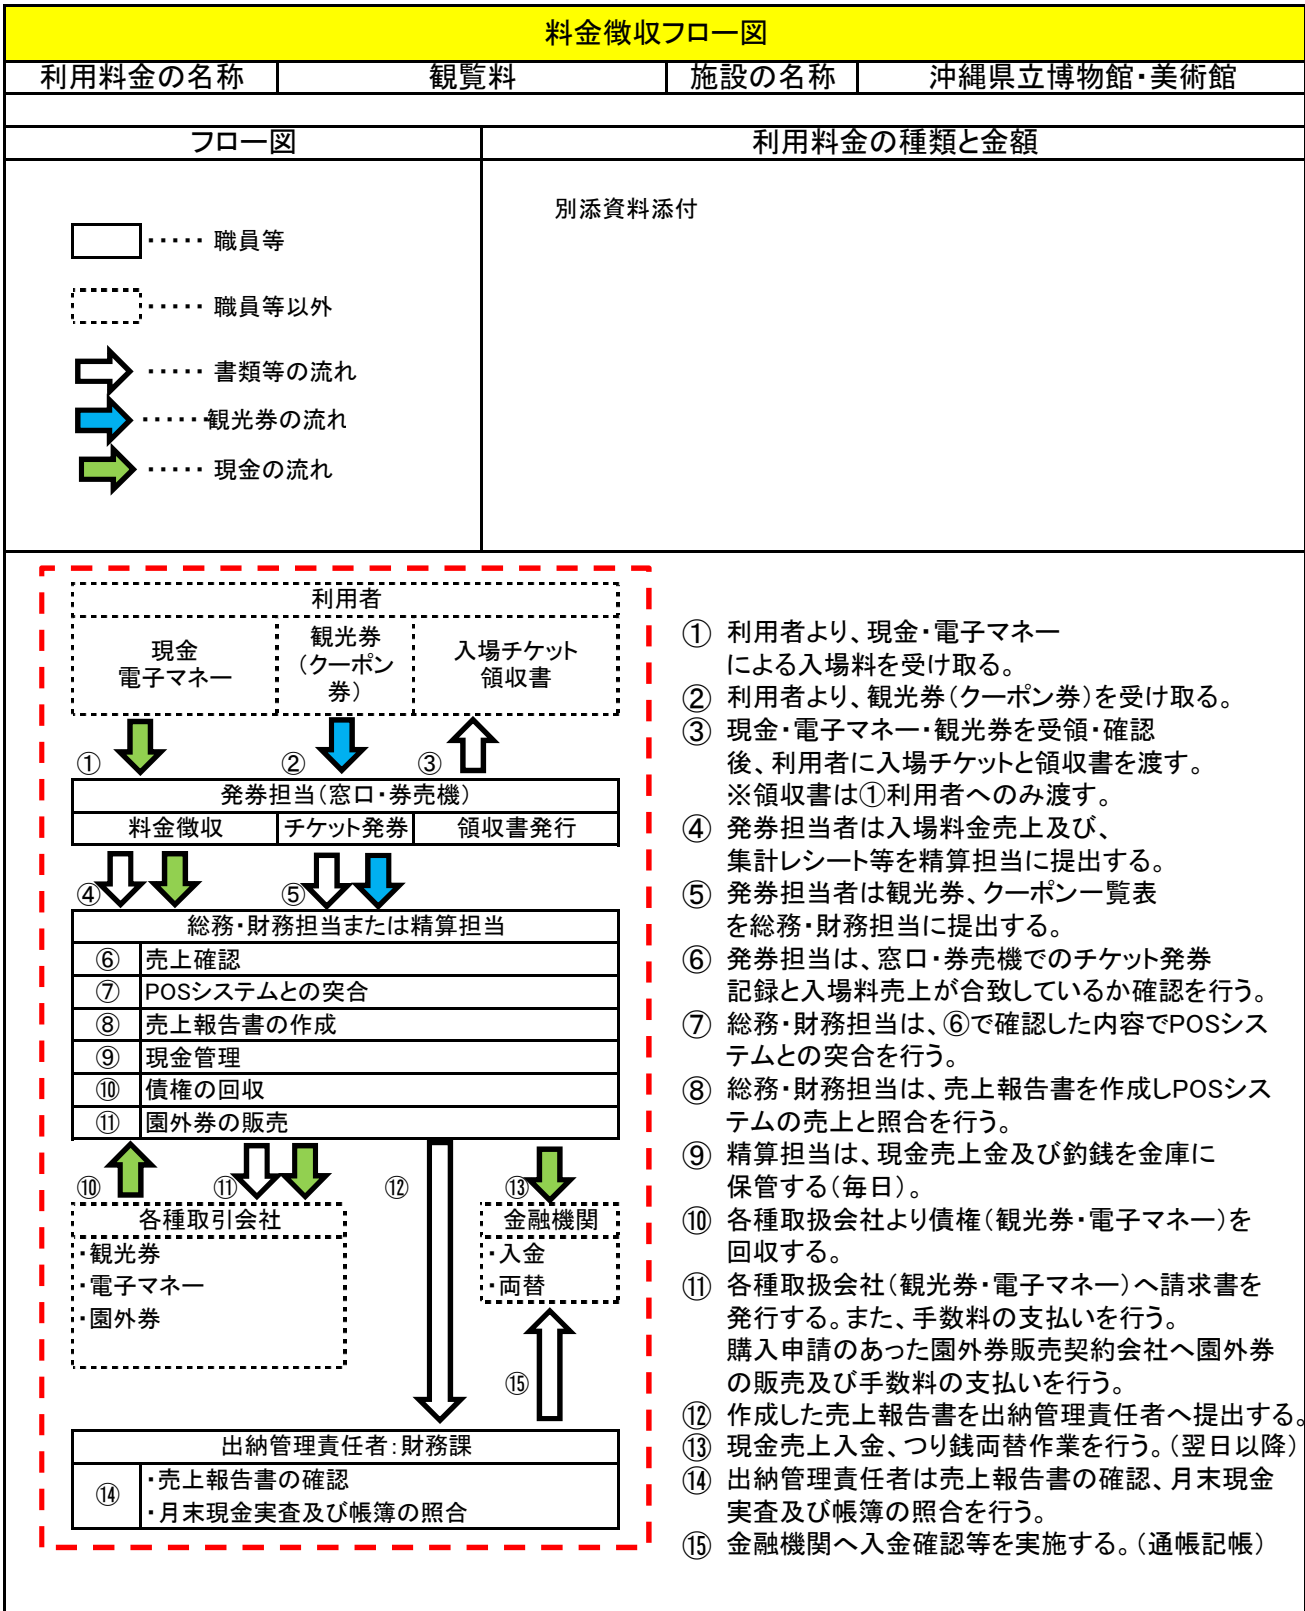 料金徴収フロー図
利用料金の名称
観覧料
施設の名称
沖縄県立博物館・美術館
フロー図
利用料金の種類と金額
別添資料添付
・・・・・ 職員等
・・・・・ 職員等以外
・・・・・ 書類等の流れ
・・・・・・観光券の流れ
・・・・・ 現金の流れ
利用者
現金
電子マネー
観光券
（クーポン
券）
入場チケット
領収書
①
②
③
発券担当（窓口・券売機）
料金徴収
チケット発券
領収書発行
④
⑤
総務・財務担当または精算担当
⑥ 売上確認
⑦ POSシステムとの突合
⑧ 売上報告書の作成
⑨ 現金管理
⑩ 債権の回収
⑪ 園外券の販売
⑩
⑪
⑫
⑬
各種取引会社
・観光券
・電子マネー
・園外券
金融機関
・入金
・両替
⑮
出納管理責任者：財務課
⑭
・売上報告書の確認
・月末現金実査及び帳簿の照合
① 利用者より、現金・電子マネー
による入場料を受け取る。
② 利用者より、観光券（クーポン券）を受け取る。
③ 現金・電子マネー・観光券を受領・確認
後、利用者に入場チケットと領収書を渡す。
※領収書は①利用者へのみ渡す。
④ 発券担当者は入場料金売上及び、
集計レシート等を精算担当に提出する。
⑤ 発券担当者は観光券、クーポン一覧表
を総務・財務担当に提出する。
⑥ 発券担当は、窓口・券売機でのチケット発券
記録と入場料売上が合致しているか確認を行う。
⑦ 総務・財務担当は、⑥で確認した内容でPOSシス
テムとの突合を行う。
⑧ 総務・財務担当は、売上報告書を作成しPOSシス
テムの売上と照合を行う。
⑨ 精算担当は、現金売上金及び釣銭を金庫に
保管する（毎日）。
⑩ 各種取扱会社より債権（観光券・電子マネー）を
回収する。
⑪ 各種取扱会社（観光券・電子マネー）へ請求書を
発行する。また、手数料の支払いを行う。
購入申請のあった園外券販売契約会社へ園外券
の販売及び手数料の支払いを行う。
⑫ 作成した売上報告書を出納管理責任者へ提出する。
⑬ 現金売上入金、つり銭両替作業を行う。（翌日以降）
⑭ 出納管理責任者は売上報告書の確認、月末現金
実査及び帳簿の照合を行う。
⑮ 金融機関へ入金確認等を実施する。（通帳記帳）